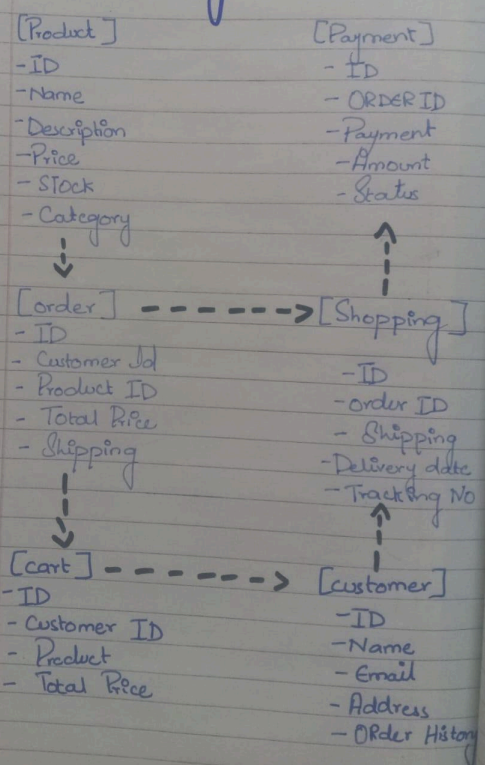 [Product]
- ID
- Name
- Description
- Price
- STock
- Category
[Payment]
- ID
- ORDER ID
- Payment
- Amount
- Status
[order]
- ID
- Customer Id
- Product ID
- Total Price
- Shipping
[Shopping]
- ID
- order ID
- Shipping
- Delivery date
- Tracking No
[cart]
- ID
- Customer ID
- Product
- Total Price
[customer]
- ID
- Name
- Email
- Address
- ORder History